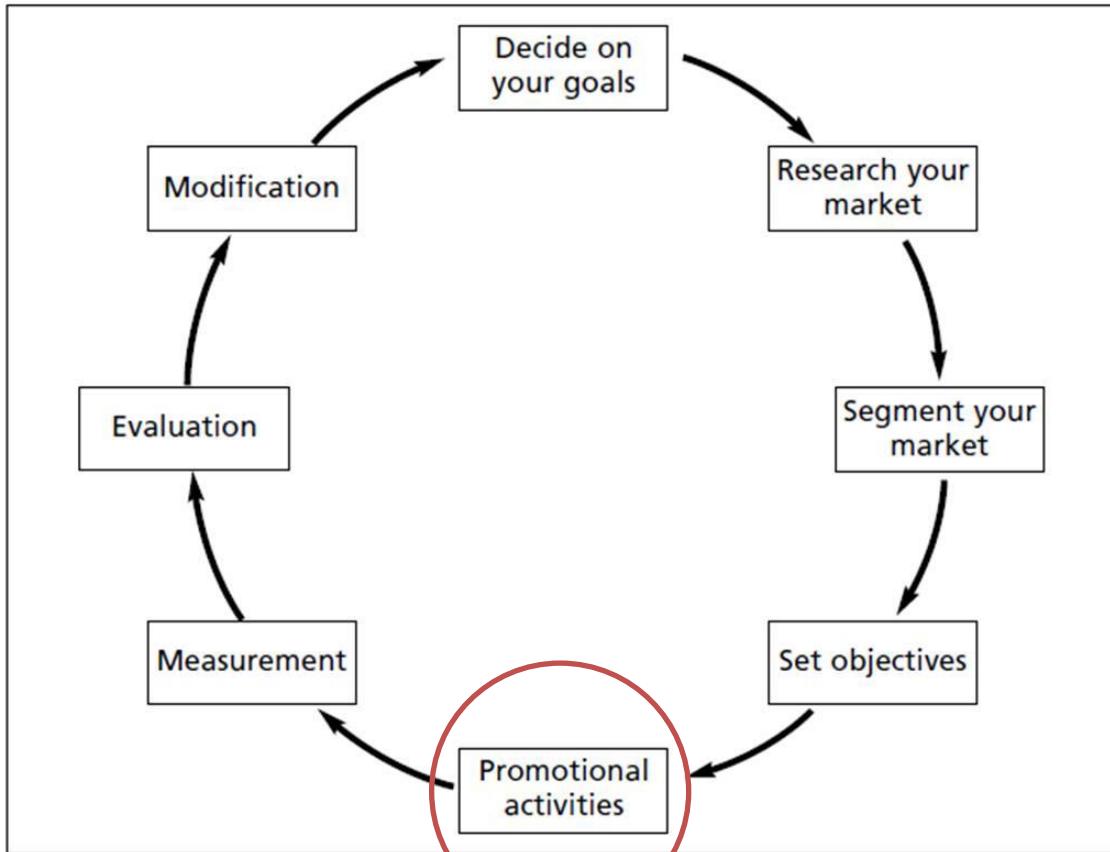 Decide on
your goals
Research your
market
Segment your
market
Set objectives
Promotional
activities
Measurement
Evaluation
Modification